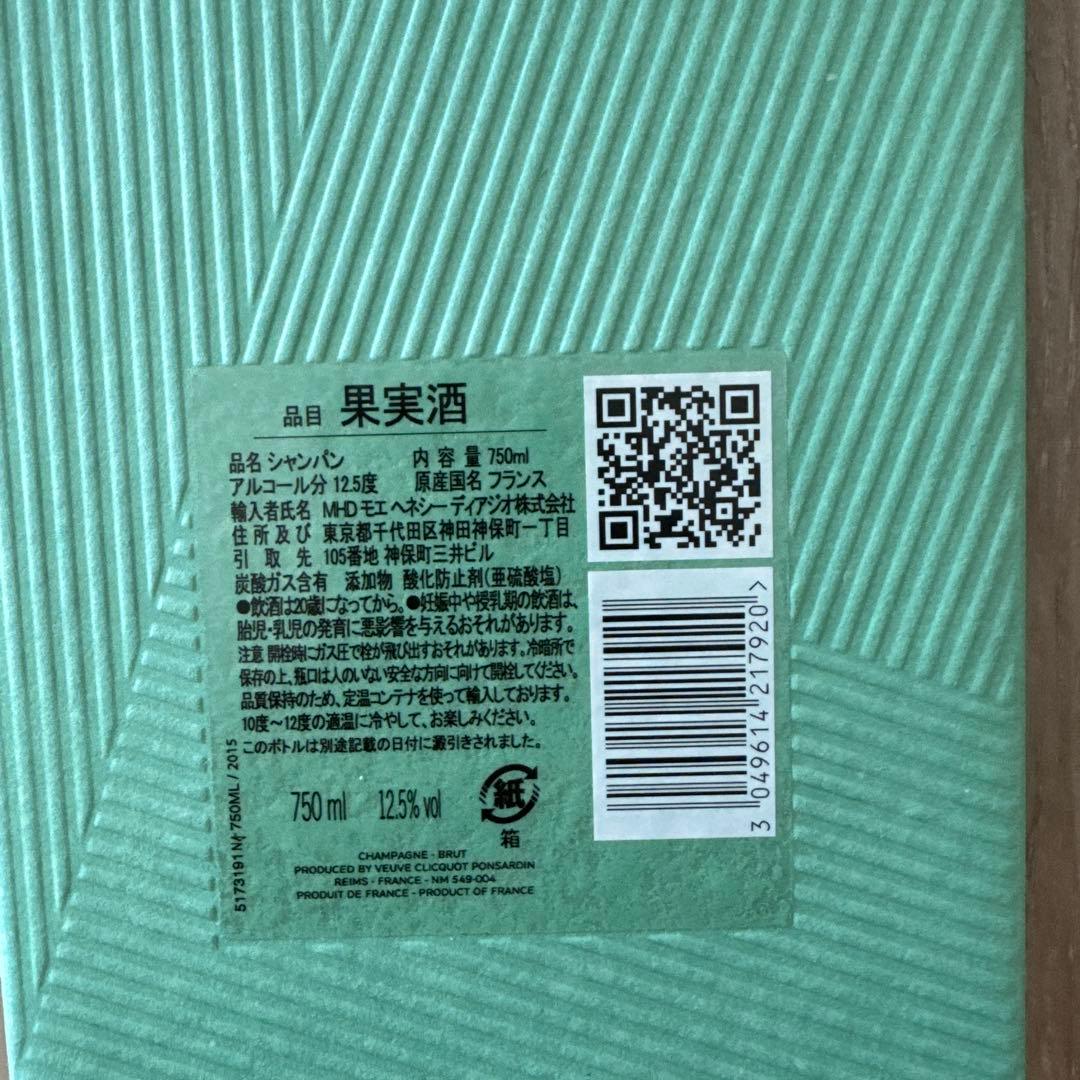 品目 果実酒
品名 シャンパン 内容量 750ml
アルコール分 12.5度 原産国名 フランス
輸入者氏名 MHD モエ ヘネシー ディアジオ株式会社
住所及び 東京都千代田区神田神保町一丁目
引取先 105番地 神保町三井ビル
炭酸ガス含有 添加物 酸化防止剤(亜硫酸塩)
●飲酒は20歳になってから。●妊娠中や授乳期の飲酒は、
胎児・乳児の発育に悪影響を与えるおそれがあります。
注意 開栓時にガス圧で栓が飛び出すおそれがあります。冷暗所で
保存の上、瓶口は人のいない安全な方向に向けて開栓してください。
品質保持のため、定温コンテナを使って輸入しております。
10度~12度の適温に冷やして、お楽しみください。
このボトルは別途記載の日付に澱引きされました。
750 ml 12.5% vol
紙
箱
CHAMPAGNE - BRUT
PRODUCED BY VEUVE CLICQUOT PONSARDIN
REIMS - FRANCE - NM 549-004
PRODUIT DE FRANCE - PRODUCT OF FRANCE
750ML / 2015
3 049614 217920 >